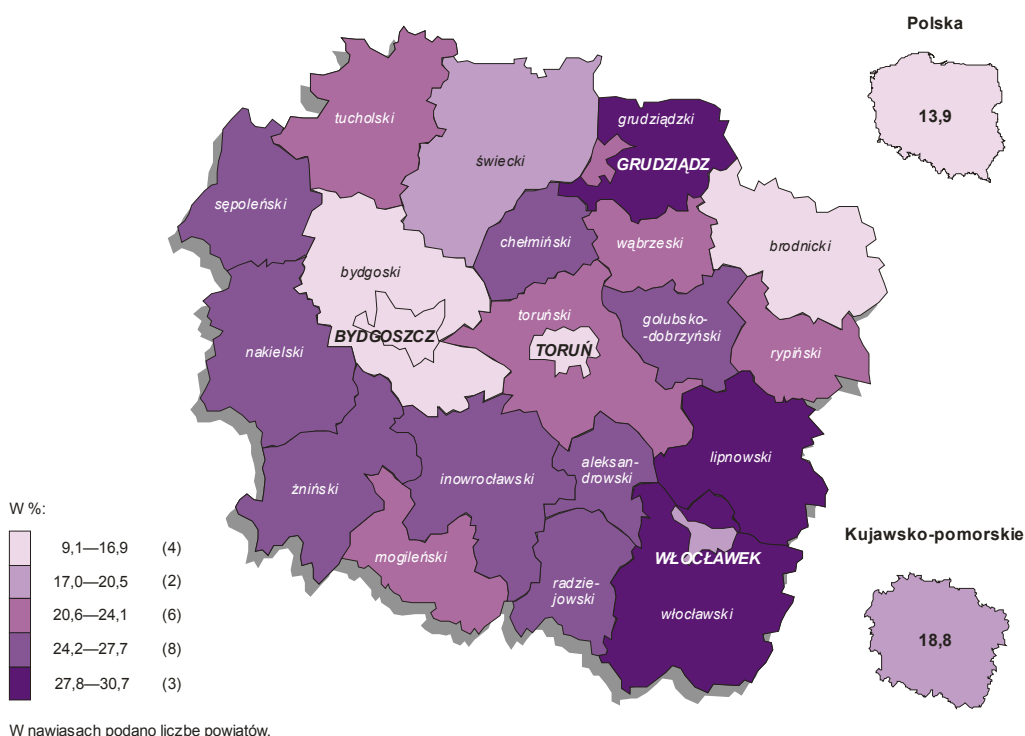 Polska
13,9
tucholski
grudziądzki
świecki
GRUDZIĄDZ
sępoleński
chełmiński
wąbrzeski
brodnicki
bydgoski
toruński
golubsko-
-dobrzyński
BYDGOSZCZ
TORUŃ
nakielski
rypiński
lipnowski
aleksan-
drowski
inowrocławski
żniński
W %:
9,1—16,9 (4)
17,0—20,5 (2)
20,6—24,1 (6)
24,2—27,7 (8)
27,8—30,7 (3)
mogileński
WŁOCŁAWEK
radzie-
jowski
włocławski
Kujawsko-pomorskie
18,8
W nawiasach podano liczbę powiatów.